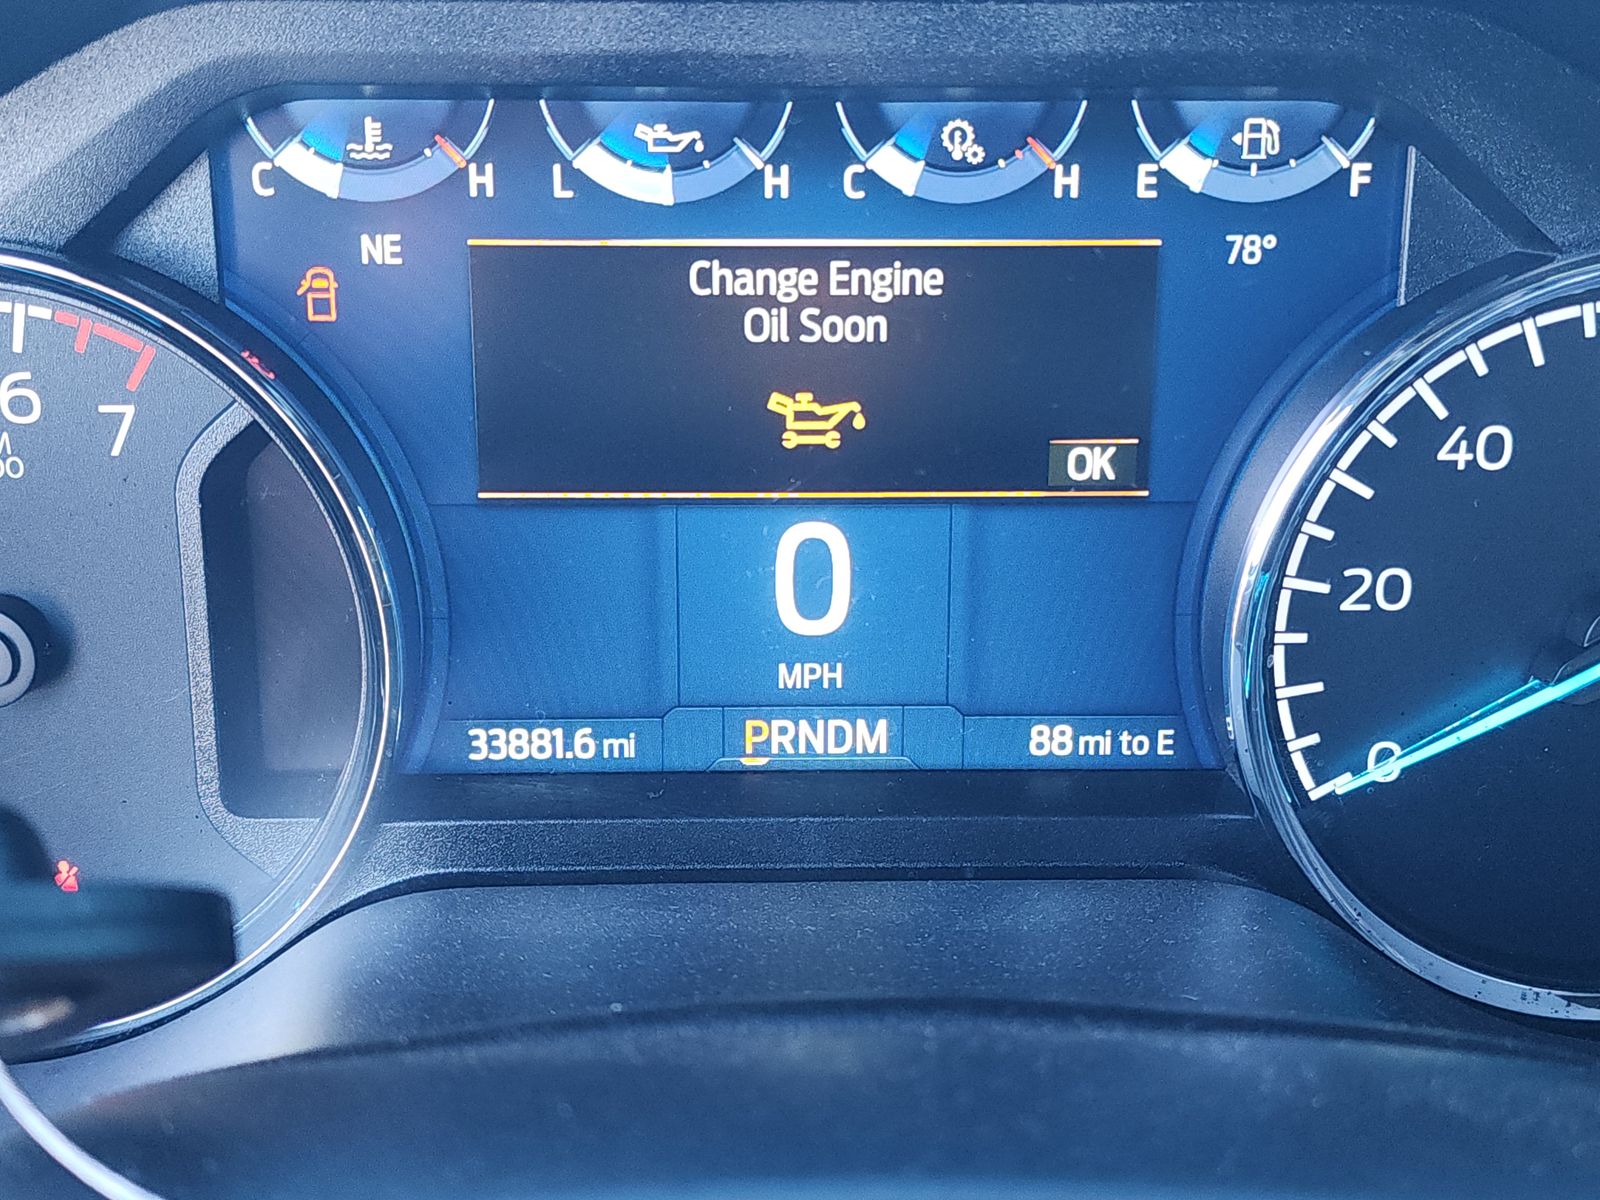 C H L H C H E F
NE
78°
Change Engine
Oil Soon
OK
6
7
40
20
0
0
MPH
33881.6 mi
PRNDM
88 mi to E